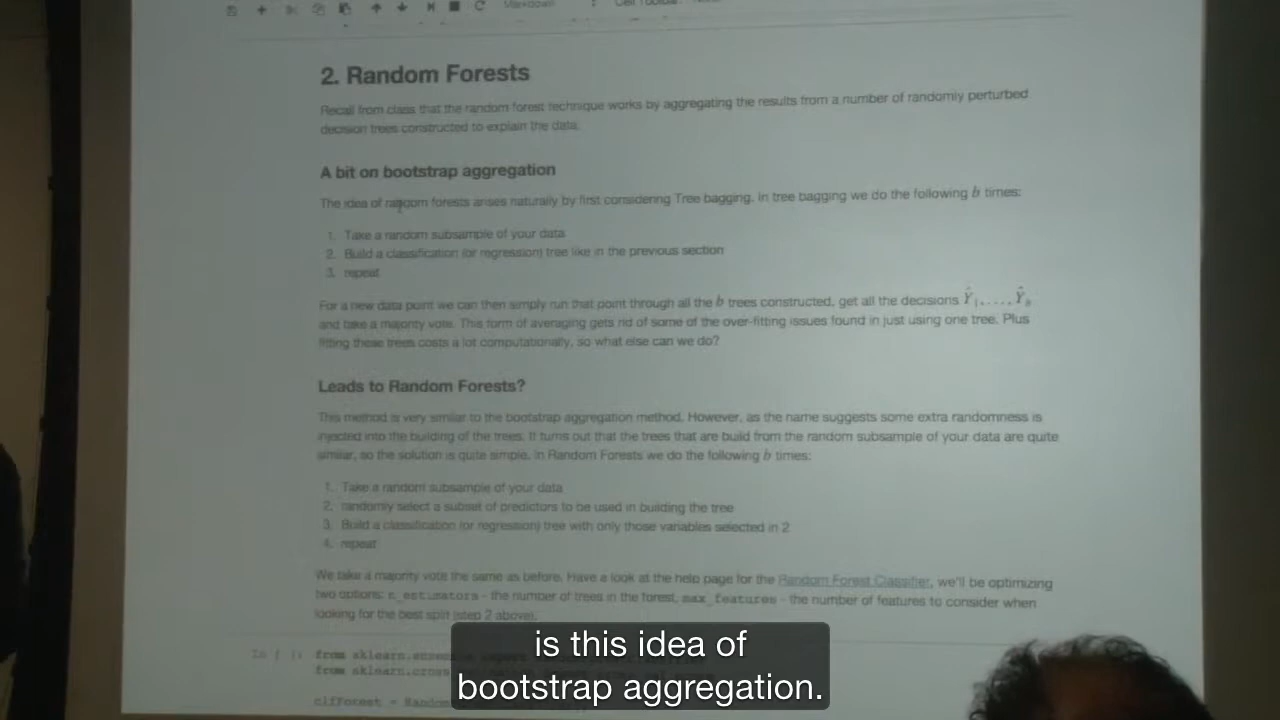 Markdown
Cell Toolbar:
2. Random Forests
Recall from class that the random forest technique works by aggregating the results from a number of randomly perturbed
decision trees constructed to explain the data.
A bit on bootstrap aggregation
The idea of random forests arises naturally by first considering Tree bagging. In tree bagging we do the following b times:
1. Take a random subsample of your data
2. Build a classification (or regression) tree like in the previous section
3. repeat
For a new data point we can then simply run that point through all the b trees constructed, get all the decisions Ŷ1, . . . , Ŷb
and take a majority vote. This form of averaging gets rid of some of the over-fitting issues found in just using one tree. Plus
fitting these trees costs a lot computationally, so what else can we do?
Leads to Random Forests?
This method is very similar to the bootstrap aggregation method. However, as the name suggests some extra randomness is
injected into the building of the trees. It turns out that the trees that are build from the random subsample of your data are quite
similar, so the solution is quite simple. In Random Forests we do the following b times:
1. Take a random subsample of your data
2. randomly select a subset of predictors to be used in building the tree
3. Build a classification (or regression) tree with only those variables selected in 2
4. repeat
We take a majority vote the same as before. Have a look at the help page for the Random Forest Classifier, we'll be optimizing
two options: n_estimators - the number of trees in the forest, max_features - the number of features to consider when
looking for the best split (step 2 above).
In [ ]: from sklearn.ensemble
from sklearn.cross
clfForest = Random
is this idea of
bootstrap aggregation.